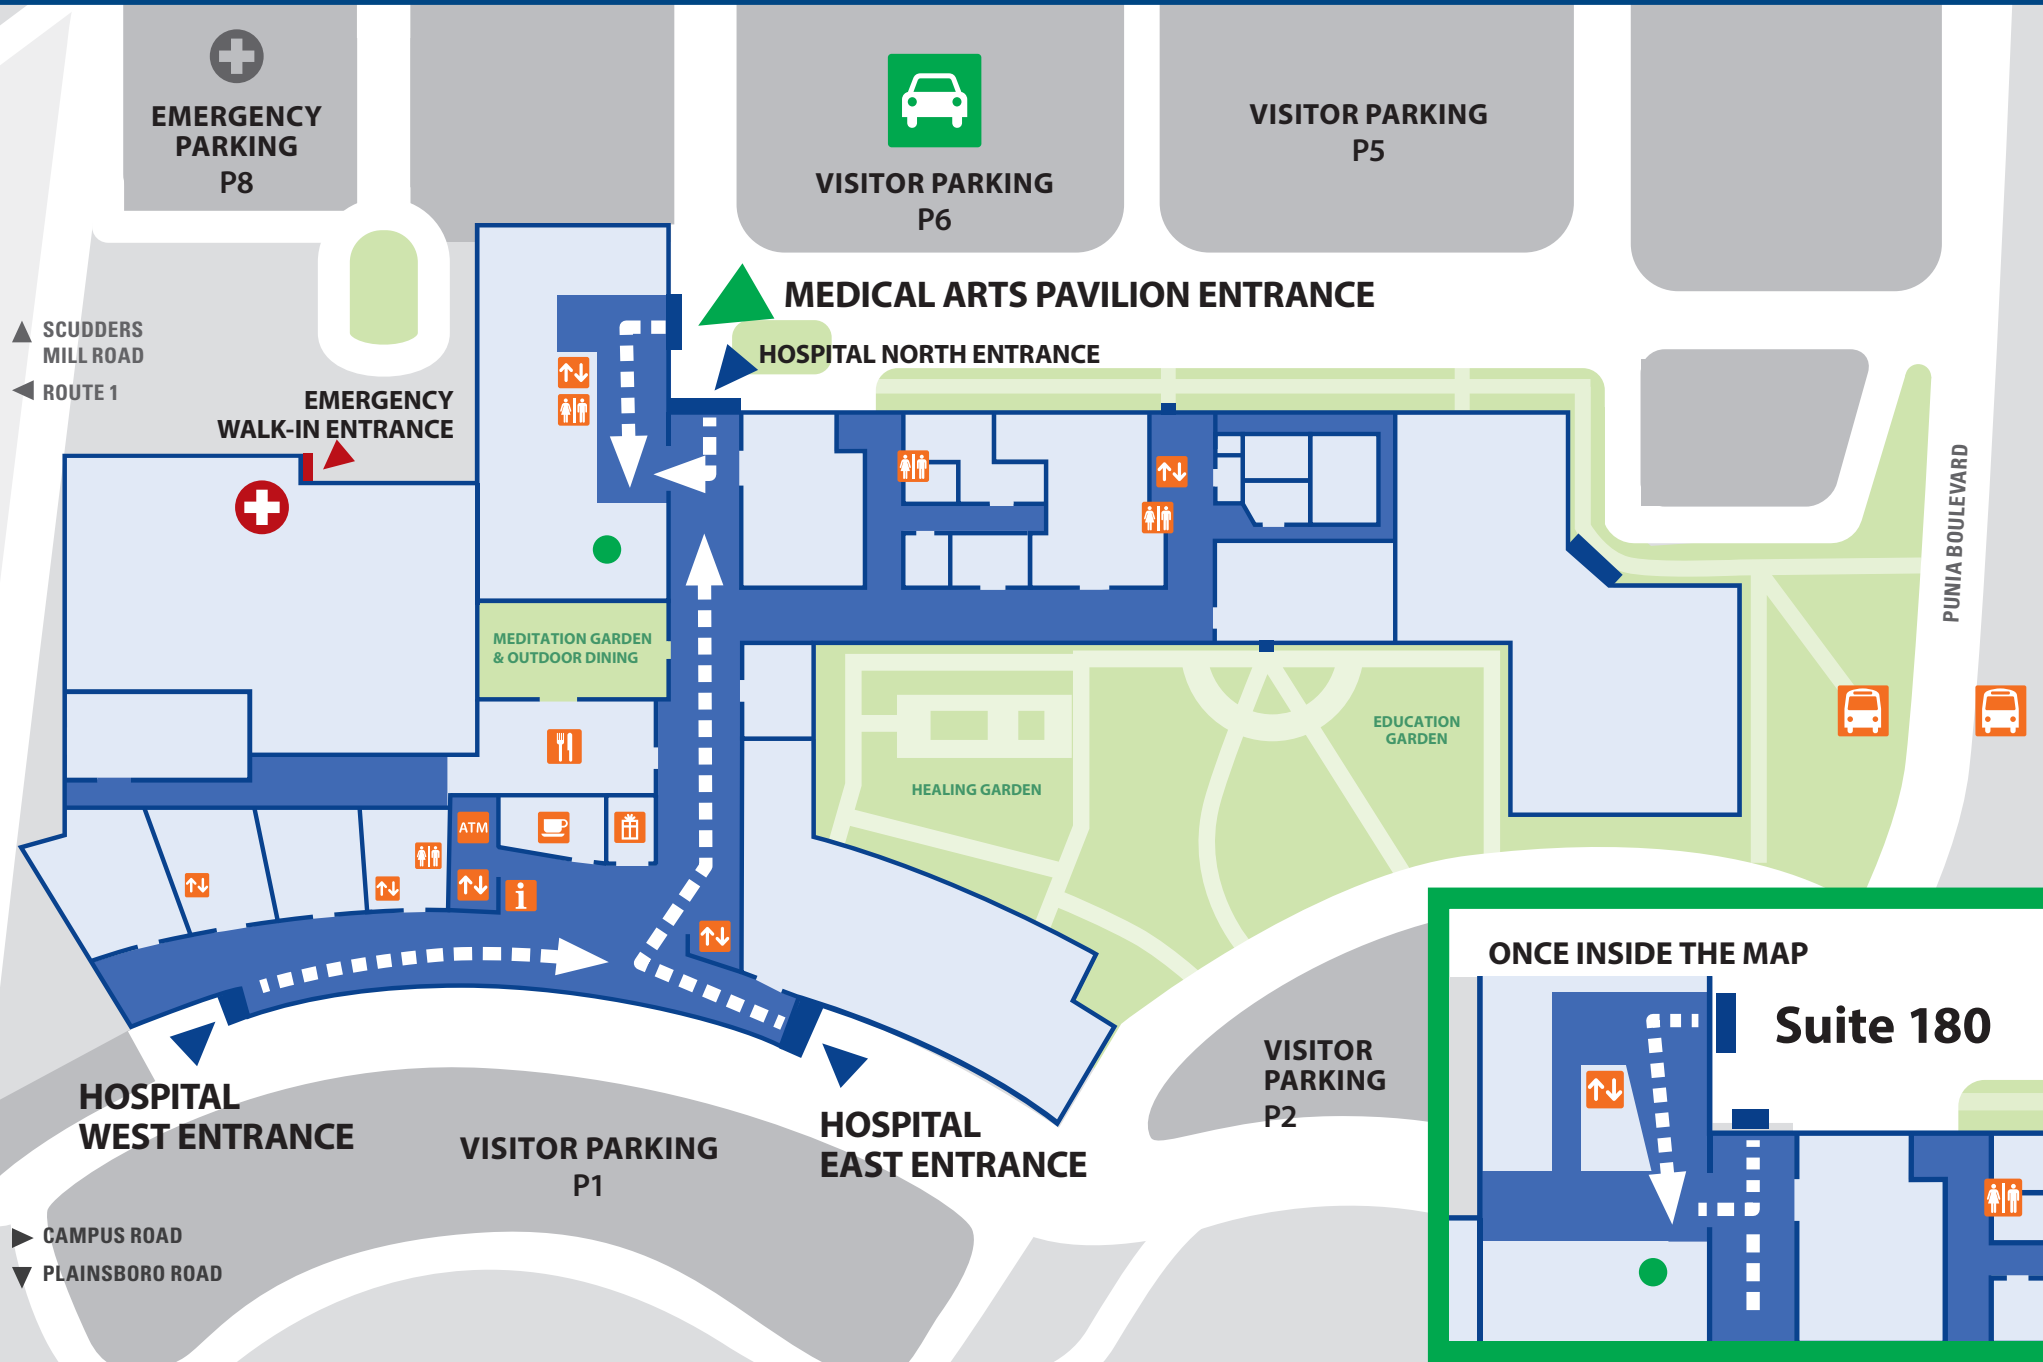 EMERGENCY
PARKING
P8
VISITOR PARKING
P6
VISITOR PARKING
P5
MEDICAL ARTS PAVILION ENTRANCE
HOSPITAL NORTH ENTRANCE
SCUDDERS
MILL ROAD
ROUTE 1
EMERGENCY
WALK-IN ENTRANCE
PUNIA BOULEVARD
MEDITATION GARDEN
& OUTDOOR DINING
EDUCATION
GARDEN
HEALING GARDEN
ATM
i
HOSPITAL
WEST ENTRANCE
VISITOR PARKING
P1
HOSPITAL
EAST ENTRANCE
VISITOR
PARKING
P2
ONCE INSIDE THE MAP
Suite 180
CAMPUS ROAD
PLAINSBORO ROAD